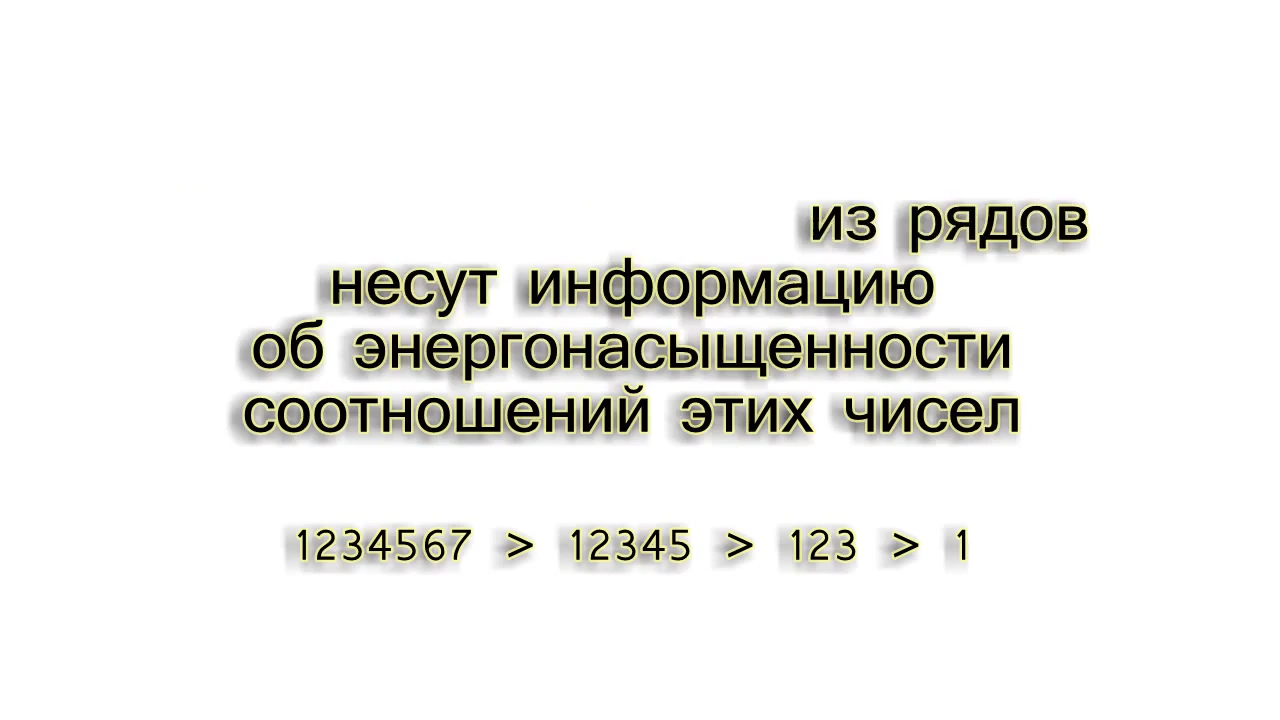 из рядов
несут информацию
об энергонасыщенности
соотношений этих чисел
1234567 > 12345 > 123 > 1